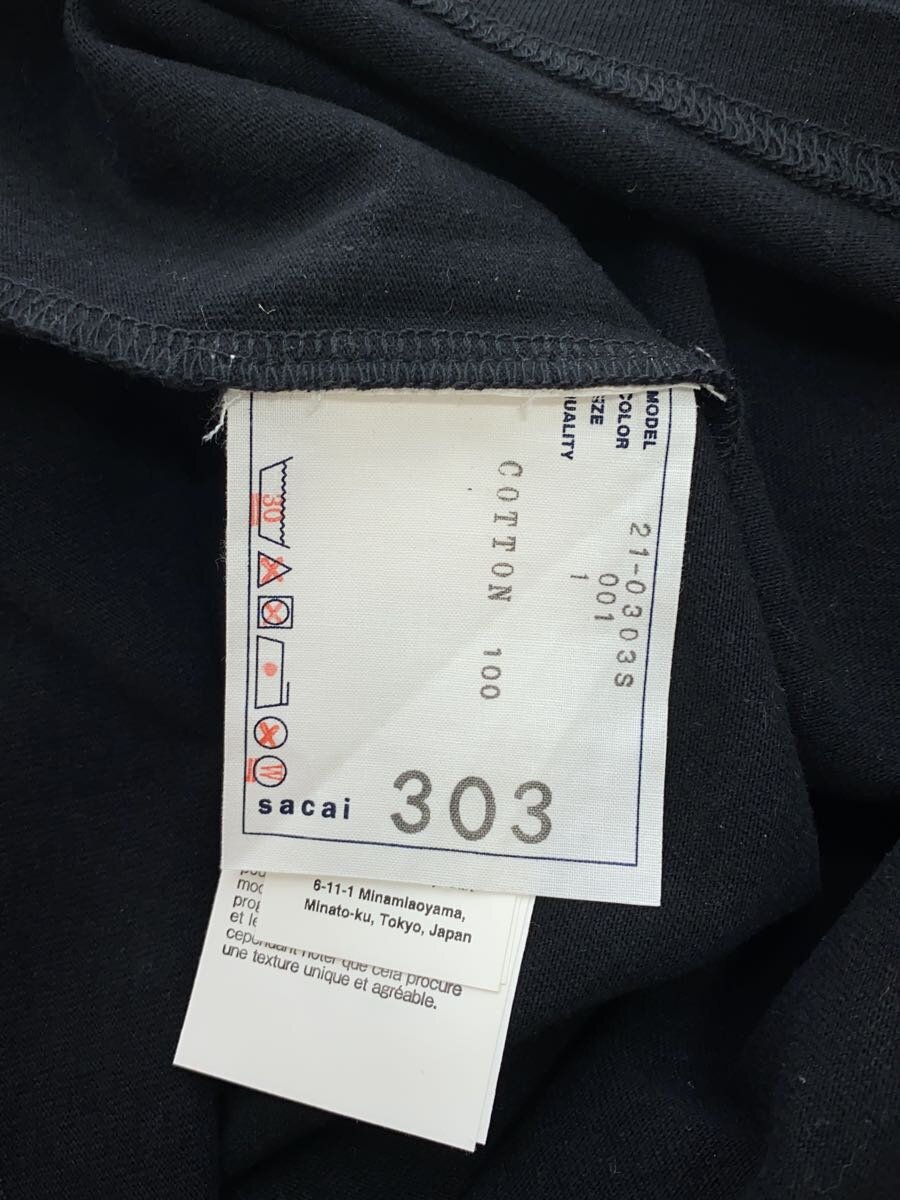 MODEL 21-0303S
COLOR 001
SIZE 1
QUALITY
COTTON 100
30
W
sacai 303
6-11-1 Minamiaoyama,
Minato-ku, Tokyo, Japan
et
cependant noter que cela procure
une texture unique et agréable.